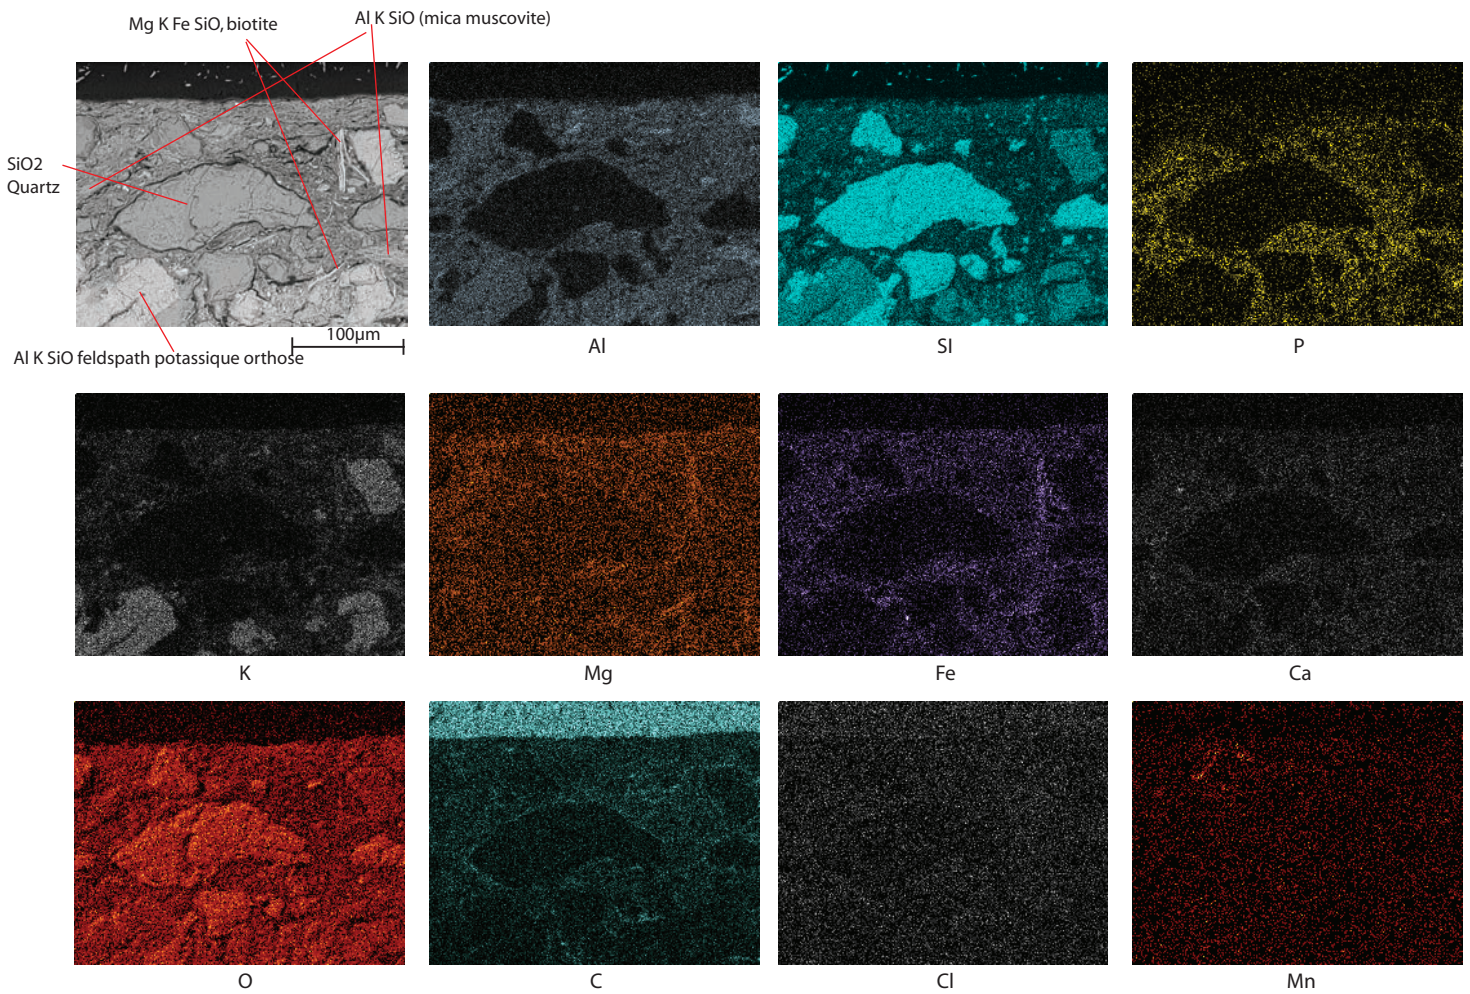 Mg K Fe SiO, biotite
Al K SiO (mica muscovite)
SiO2
Quartz
100µm
Al K SiO feldspath potassique orthose
Al
SI
P
K
Mg
Fe
Ca
O
C
Cl
Mn